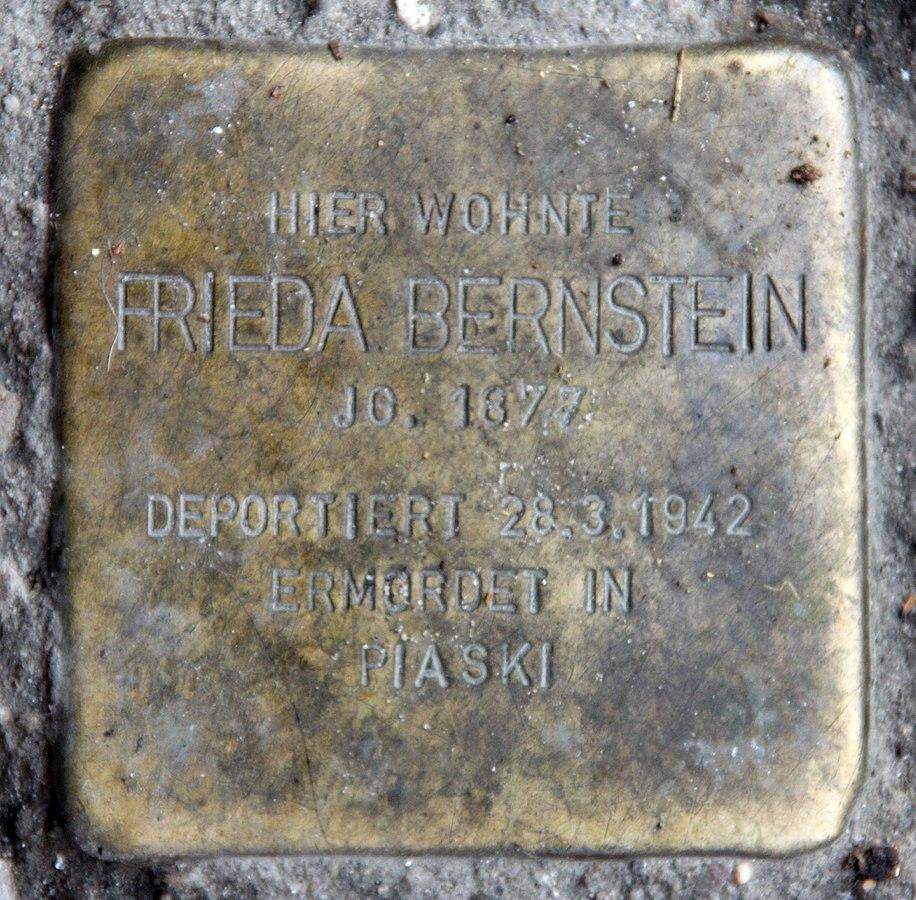 HIER WOHNTE
FRIEDA BERNSTEIN
JG. 1877
DEPORTIERT 28.3.1942
ERMORDET IN
PIASKI